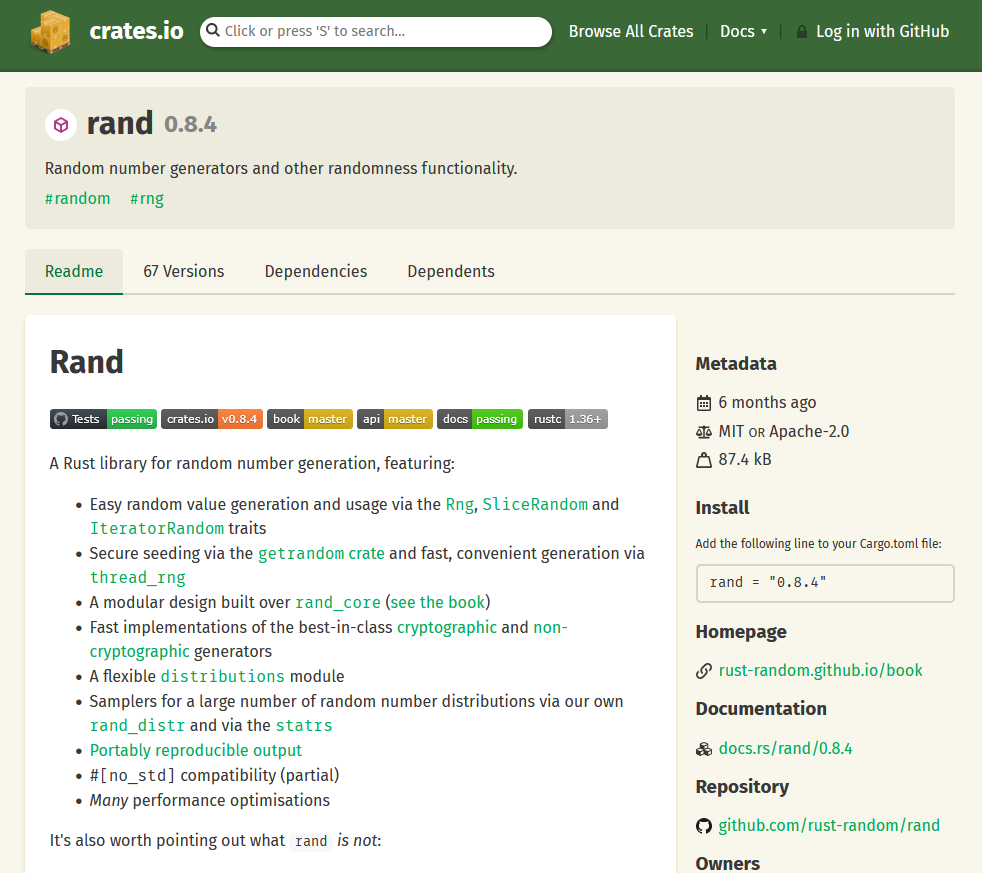 crates.io
Click or press 'S' to search...
Browse All Crates
Docs
Log in with GitHub
rand 0.8.4
Random number generators and other randomness functionality.
#random #rng
Readme
67 Versions
Dependencies
Dependents
Rand
Tests passing crates.io v0.8.4 book master api master docs passing rustc 1.36+
A Rust library for random number generation, featuring:
• Easy random value generation and usage via the Rng, SliceRandom and
IteratorRandom traits
• Secure seeding via the getrandom crate and fast, convenient generation via
thread_rng
• A modular design built over rand_core (see the book)
• Fast implementations of the best-in-class cryptographic and non-
cryptographic generators
• A flexible distributions module
• Samplers for a large number of random number distributions via our own
rand_distr and via the statrs
• Portably reproducible output
• #[no_std] compatibility (partial)
• Many performance optimisations
It's also worth pointing out what rand is not:
Metadata
6 months ago
MIT OR Apache-2.0
87.4 kB
Install
Add the following line to your Cargo.toml file:
rand = "0.8.4"
Homepage
rust-random.github.io/book
Documentation
docs.rs/rand/0.8.4
Repository
github.com/rust-random/rand
Owners